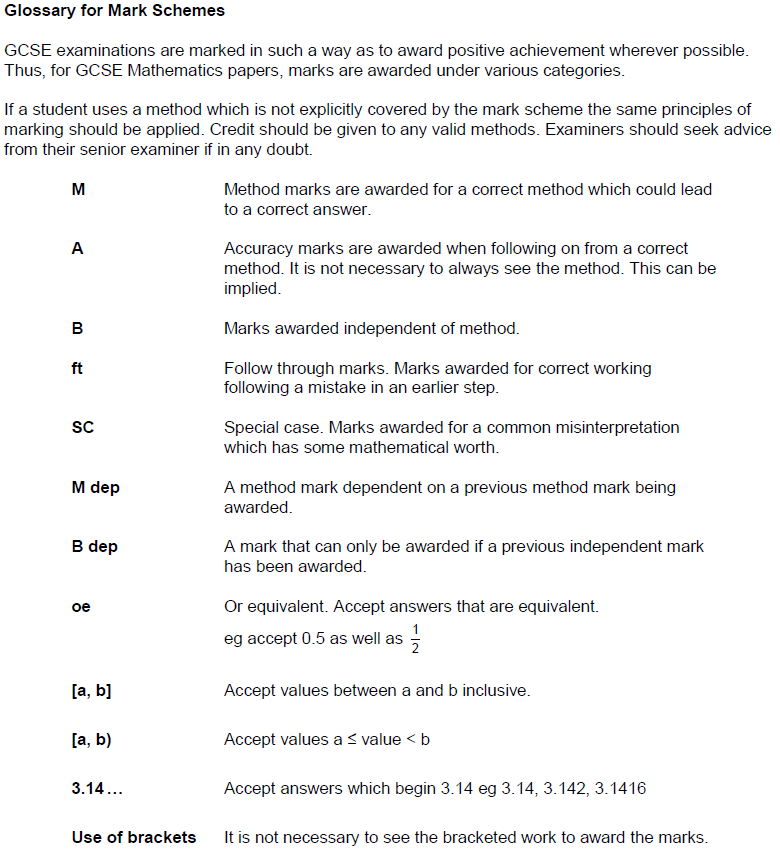 Glossary for Mark Schemes
GCSE examinations are marked in such a way as to award positive achievement wherever possible.
Thus, for GCSE Mathematics papers, marks are awarded under various categories.
If a student uses a method which is not explicitly covered by the mark scheme the same principles of
marking should be applied. Credit should be given to any valid methods. Examiners should seek advice
from their senior examiner if in any doubt.
M Method marks are awarded for a correct method which could lead
to a correct answer.
A Accuracy marks are awarded when following on from a correct
method. It is not necessary to always see the method. This can be
implied.
B Marks awarded independent of method.
ft Follow through marks. Marks awarded for correct working
following a mistake in an earlier step.
SC Special case. Marks awarded for a common misinterpretation
which has some mathematical worth.
M dep A method mark dependent on a previous method mark being
awarded.
B dep A mark that can only be awarded if a previous independent mark
has been awarded.
oe Or equivalent. Accept answers that are equivalent.
eg accept 0.5 as well as 1/2
[a, b] Accept values between a and b inclusive.
[a, b) Accept values a ≤ value < b
3.14... Accept answers which begin 3.14 eg 3.14, 3.142, 3.1416
Use of brackets It is not necessary to see the bracketed work to award the marks.